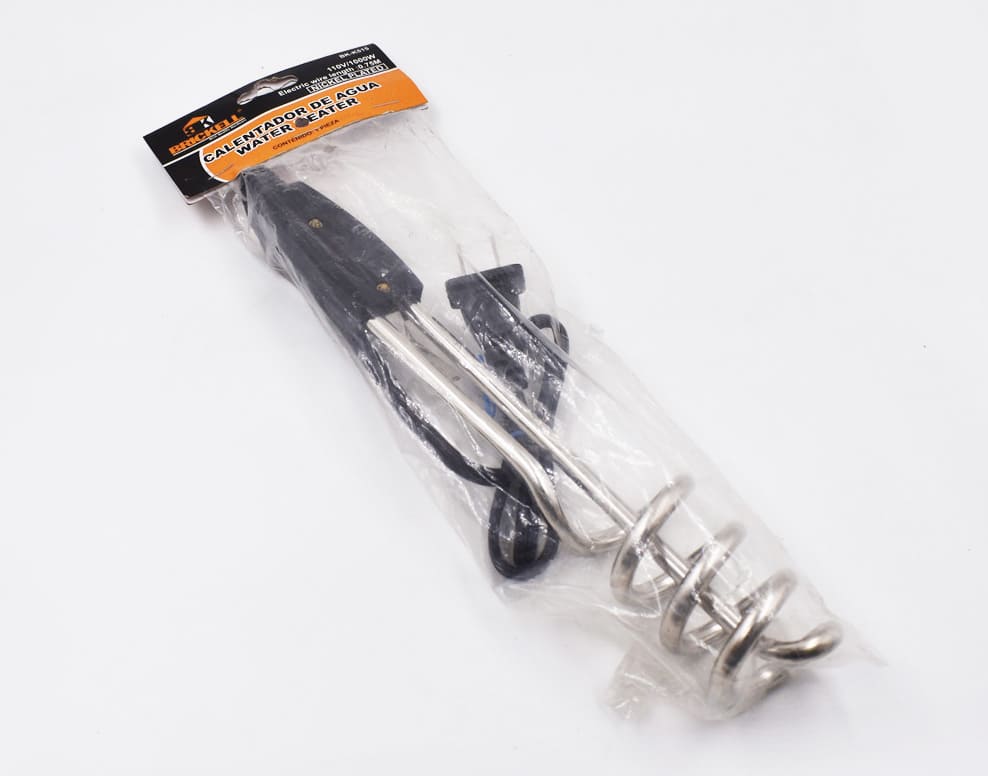 BK-K515
110V/1000W
Electric wire length :0.75M
NICKEL PLATED
BRICKELL
CALENTADOR DE AGUA
WATER HEATER
CONTENIDO: 1 PIEZA